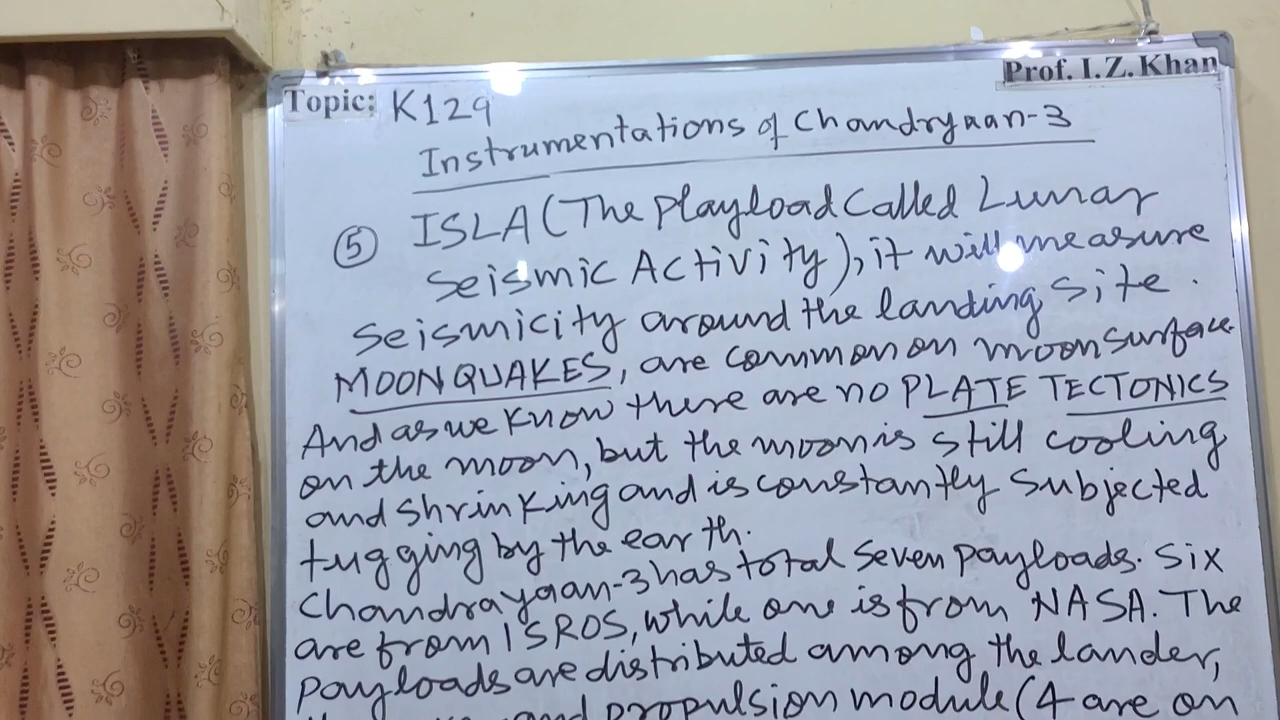 Prof. I. Z. Khan
Topic: K129
Instrumentations of Chandryaan-3
⑤ ISLA (The Playload Called Lunar
Seismic Activity), it will measure
Seismicity around the landing site.
MOONQUAKES, are common on moon surface.
And as we know there are no PLATE TECTONICS
on the moon, but the moon is still cooling
and shrinking and is constantly subjected
tugging by the earth.
Chandrayaan-3 has total seven payloads. Six
are from ISROS, while one is from NASA. The
payloads are distributed among the lander,
and propulsion module (4 are on